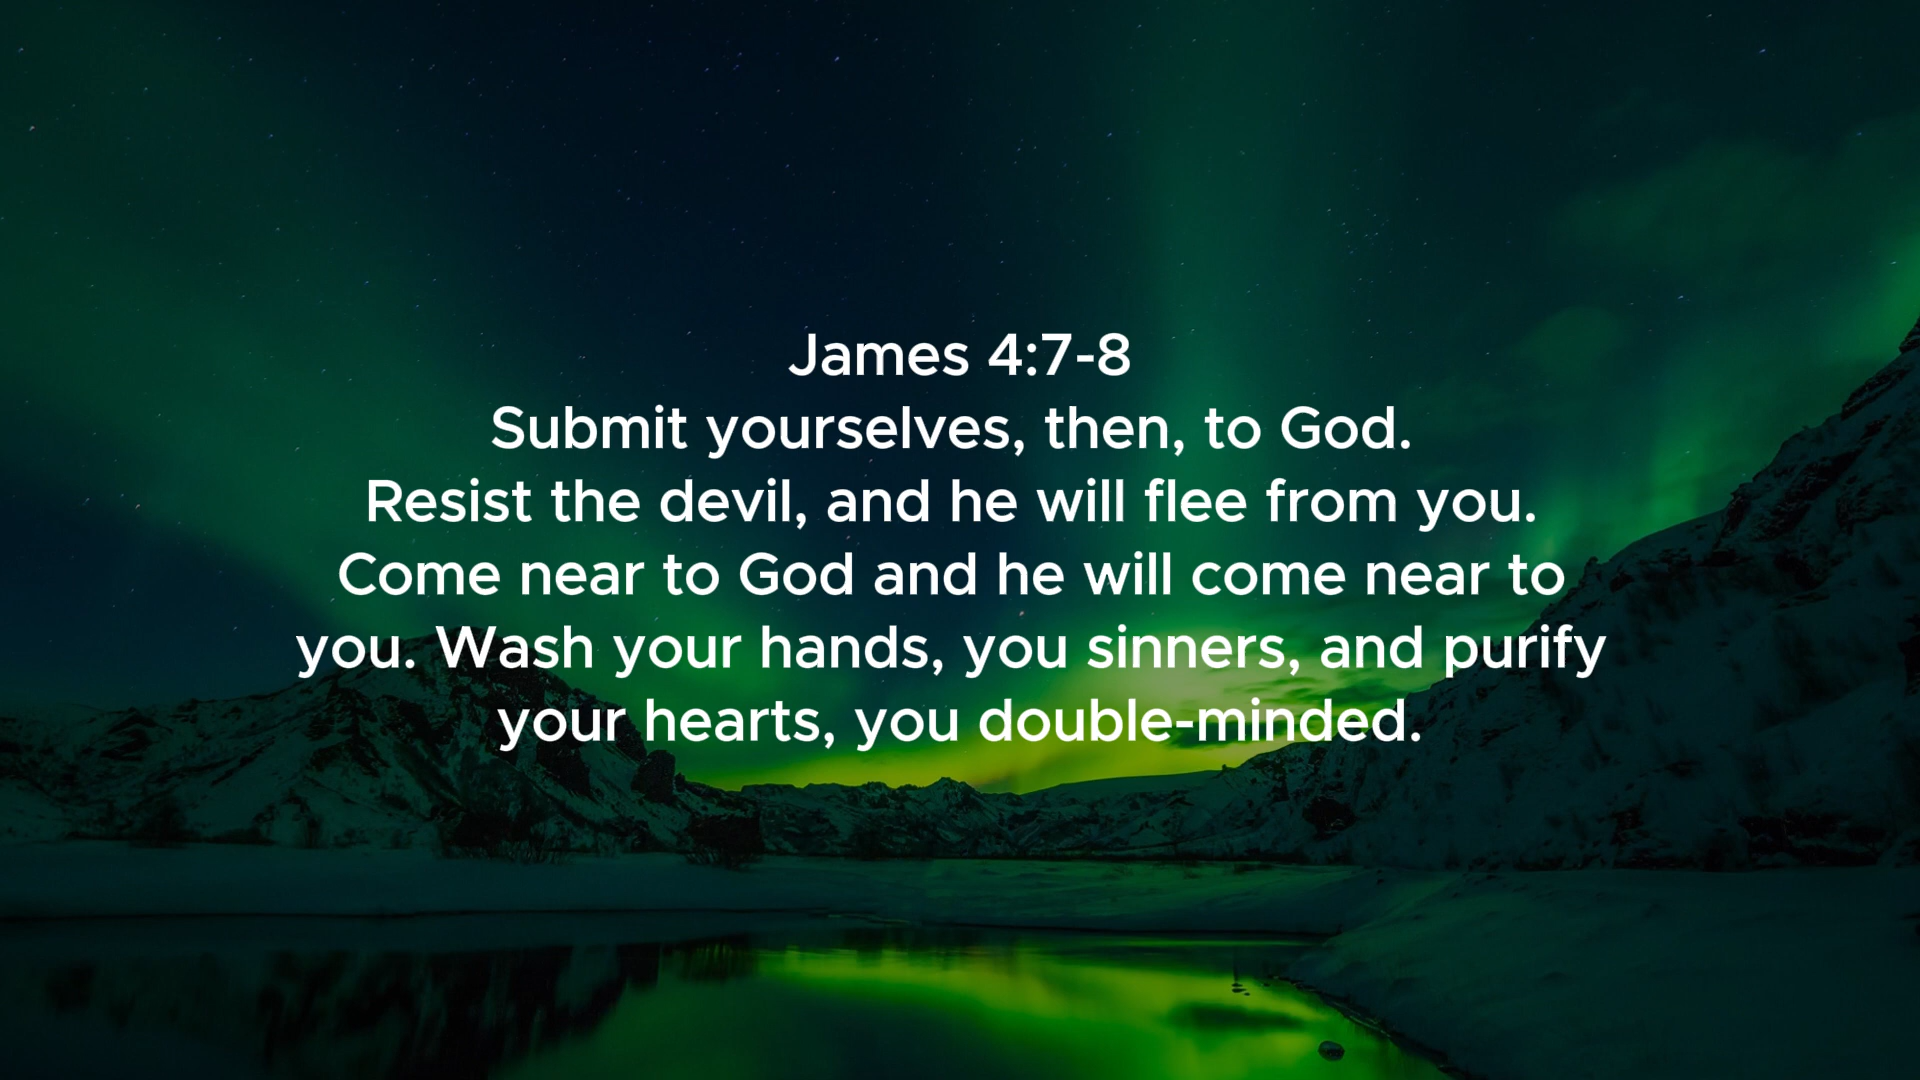 James 4:7-8
Submit yourselves, then, to God.
Resist the devil, and he will flee from you.
Come near to God and he will come near to
you. Wash your hands, you sinners, and purify
your hearts, you double-minded.